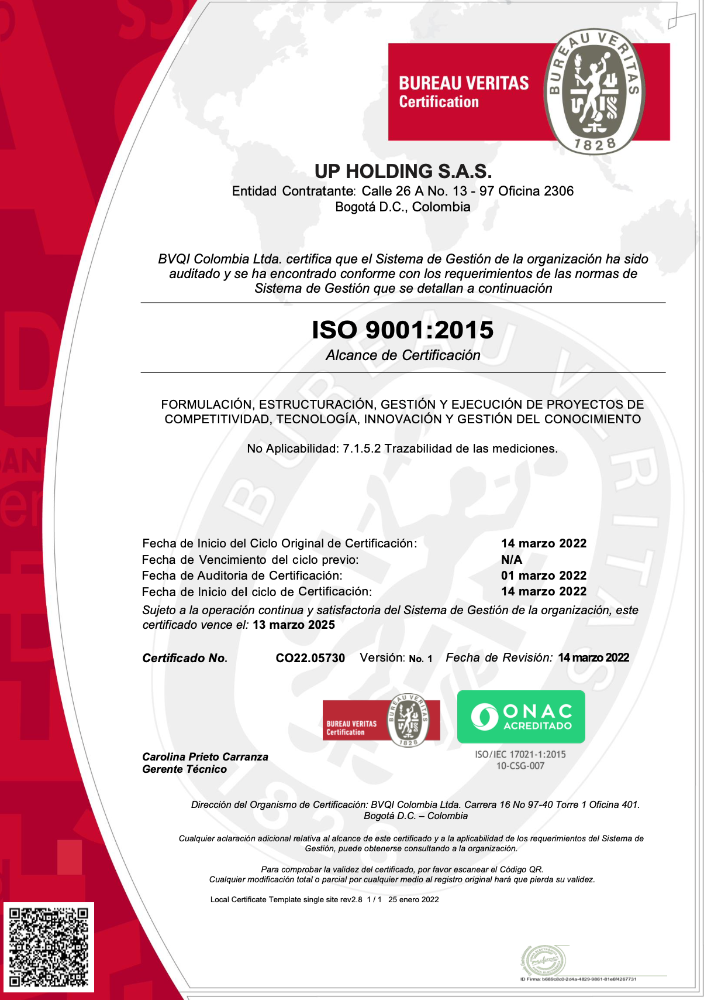 BUREAU VERITAS
Certification
BUREAU VERITAS
1828
UP HOLDING S.A.S.
Entidad Contratante: Calle 26 A No. 13 - 97 Oficina 2306
Bogotá D.C., Colombia
BVQI Colombia Ltda. certifica que el Sistema de Gestión de la organización ha sido
auditado y se ha encontrado conforme con los requerimientos de las normas de
Sistema de Gestión que se detallan a continuación
ISO 9001:2015
Alcance de Certificación
FORMULACIÓN, ESTRUCTURACIÓN, GESTIÓN Y EJECUCIÓN DE PROYECTOS DE
COMPETITIVIDAD, TECNOLOGÍA, INNOVACIÓN Y GESTIÓN DEL CONOCIMIENTO
No Aplicabilidad: 7.1.5.2 Trazabilidad de las mediciones.
BUREAU VERITAS
1828
Fecha de Inicio del Ciclo Original de Certificación: 14 marzo 2022
Fecha de Vencimiento del ciclo previo: N/A
Fecha de Auditoria de Certificación: 01 marzo 2022
Fecha de Inicio del ciclo de Certificación: 14 marzo 2022
Sujeto a la operación continua y satisfactoria del Sistema de Gestión de la organización, este
certificado vence el: 13 marzo 2025
Certificado No. CO22.05730 Versión: No. 1 Fecha de Revisión: 14 marzo 2022
BUREAU VERITAS
Certification
BUREAU VERITAS
1828
ONAC
ACREDITADO
ISO/IEC 17021-1:2015
10-CSG-007
Carolina Prieto Carranza
Gerente Técnico
Dirección del Organismo de Certificación: BVQI Colombia Ltda. Carrera 16 No 97-40 Torre 1 Oficina 401.
Bogotá D.C. – Colombia
Cualquier aclaración adicional relativa al alcance de este certificado y a la aplicabilidad de los requerimientos del Sistema de
Gestión, puede obtenerse consultando a la organización.
Para comprobar la validez del certificado, por favor escanear el Código QR.
Cualquier modificación total o parcial por cualquier medio al registro original hará que pierda su validez.
Local Certificate Template single site rev2.8 1 / 1 25 enero 2022
ID Firma: b689c8c0-2d4a-4829-9861-81e6f4267731